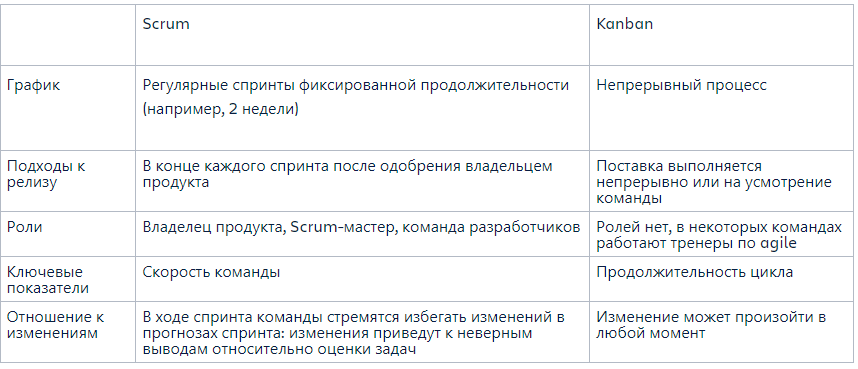 Scrum
Kanban
График
Регулярные спринты фиксированной продолжительности
(например, 2 недели)
Непрерывный процесс
Подходы к
релизу
В конце каждого спринта после одобрения владельцем
продукта
Поставка выполняется
непрерывно или на усмотрение
команды
Роли
Владелец продукта, Scrum-мастер, команда разработчиков
Ролей нет, в некоторых командах
работают тренеры по agile
Ключевые
показатели
Скорость команды
Продолжительность цикла
Отношение к
изменениям
В ходе спринта команды стремятся избегать изменений в
прогнозах спринта: изменения приведут к неверным
выводам относительно оценки задач
Изменение может произойти в
любой момент